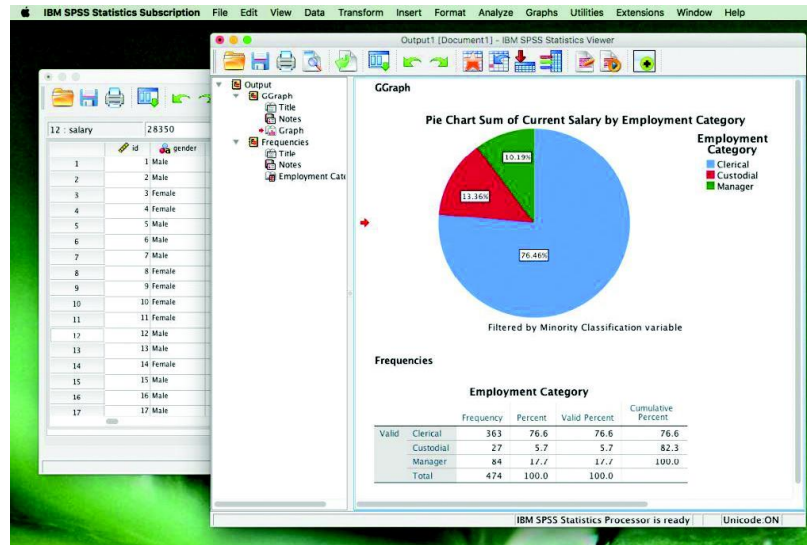 IBM SPSS Statistics Subscription File Edit View Data Transform Insert Format Analyze Graphs Utilities Extensions Window Help
Output1 [Document1] - IBM SPSS Statistics Viewer
12 : salary 28350
id gender
1 1 Male
2 2 Male
3 3 Female
4 4 Female
5 5 Male
6 6 Male
7 7 Male
8 8 Female
9 9 Female
10 10 Female
11 11 Female
12 12 Male
13 13 Male
14 14 Female
15 15 Male
16 16 Male
17 17 Male
Output
GGraph
Title
Notes
Graph
Frequencies
Title
Notes
Employment Cate
GGraph
Pie Chart Sum of Current Salary by Employment Category
Employment
Category
Clerical
Custodial
Manager
10.19%
13.36%
76.46%
Filtered by Minority Classification variable
Frequencies
Employment Category
Frequency Percent Valid Percent Cumulative Percent
Valid Clerical 363 76.6 76.6 76.6
Custodial 27 5.7 5.7 82.3
Manager 84 17.7 17.7 100.0
Total 474 100.0 100.0
IBM SPSS Statistics Processor is ready Unicode:ON